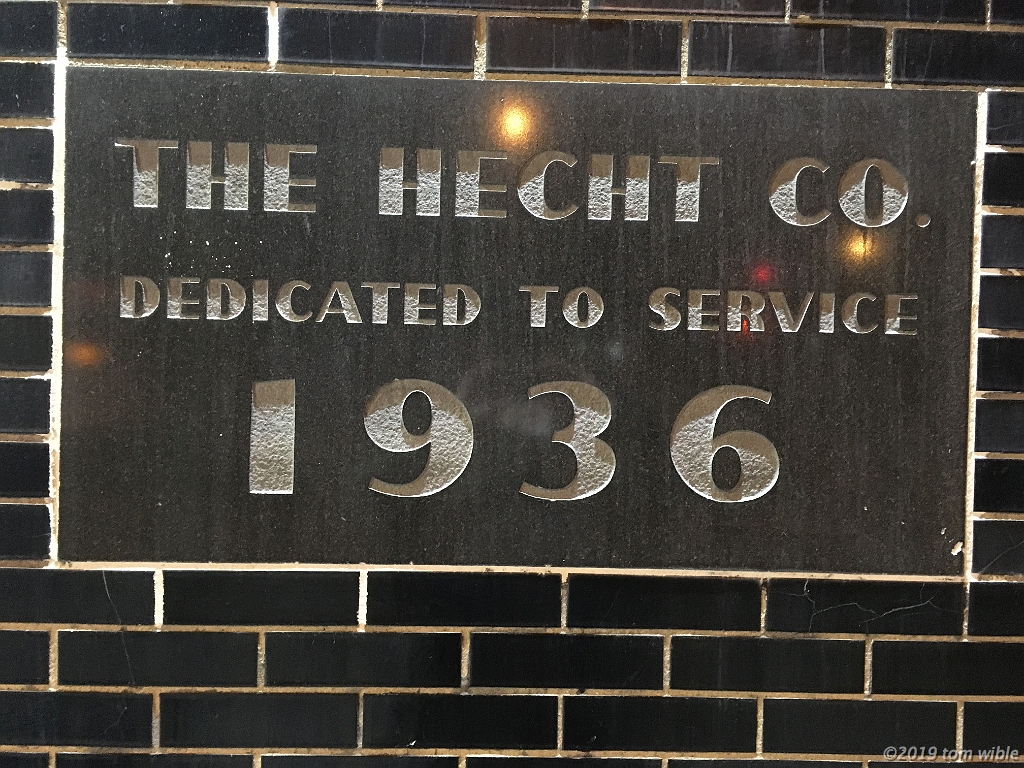 THE HECHT CO.
DEDICATED TO SERVICE
1936
©2019 tom wible